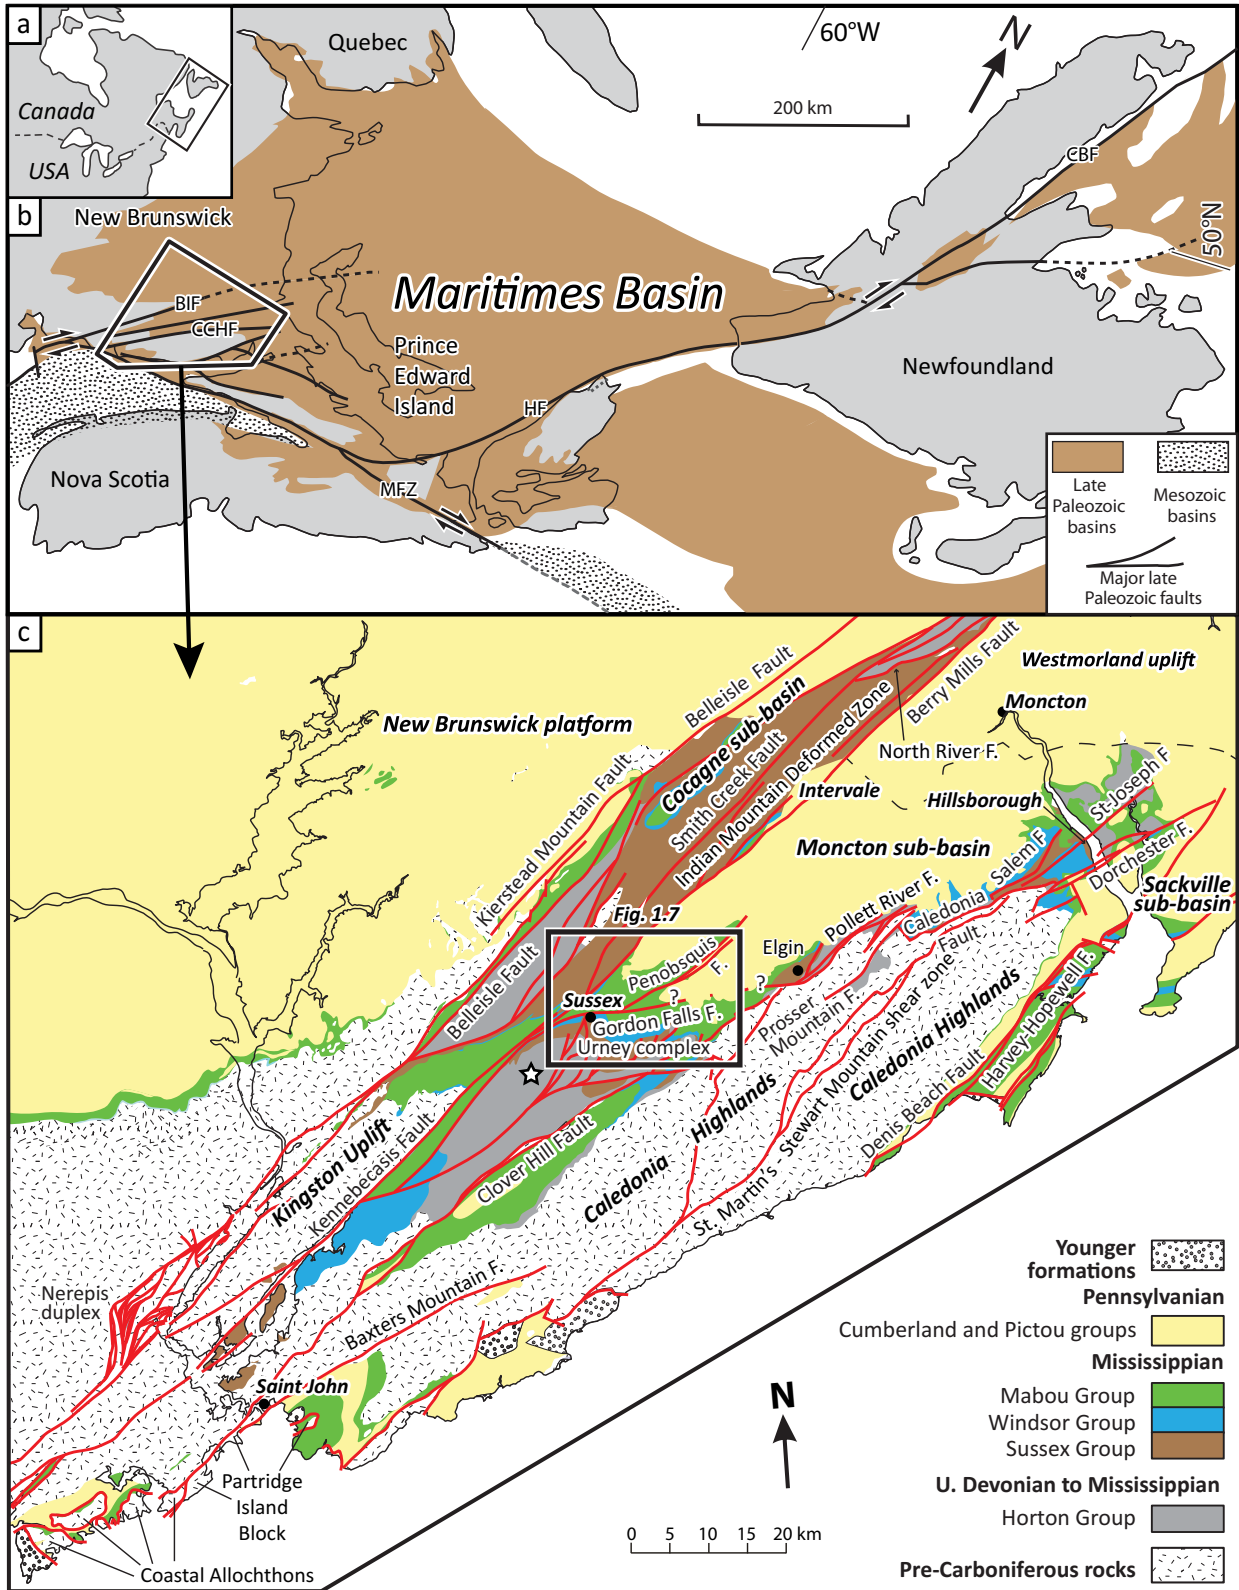 a
Quebec
60°W
N
Canada
USA
200 km
CBF
b
New Brunswick
50°N
Maritimes Basin
BIF
CCHF
Prince
Edward
Island
Newfoundland
HF
Nova Scotia
MFZ
Late
Paleozoic
basins
Mesozoic
basins
Major late
Paleozoic faults
c
Westmorland uplift
Belleisle Fault
Moncton
New Brunswick platform
Cocagne sub-basin
Berry Mills Fault
North River F.
Smith Creek Fault
Indian Mountain Deformed Zone
Intervale
Hillsborough
St-Joseph F
Kierstead Mountain Fault
Moncton sub-basin
Salem F
Dorchester F.
Sackville
sub-basin
Fig. 1.7
Pollett River F.
Caledonia
Fault
Elgin
Penobsquis
F.
?
?
Belleisle Fault
Sussex
Gordon Falls F.
Urney complex
Prosser
Mountain F.
Stewart Mountain shear zone
Caledonia Highlands
Harvey-Hopewell F.
Denis Beach Fault
Highlands
Kingston Uplift
Kennebecasis Fault
Clover Hill Fault
Caledonia
St. Martin's
Nerepis
duplex
Baxters Mountain F.
Saint John
Partridge
Island
Block
Coastal Allochthons
N
0 5 10 15 20 km
Younger
formations
Pennsylvanian
Cumberland and Pictou groups
Mississippian
Mabou Group
Windsor Group
Sussex Group
U. Devonian to Mississippian
Horton Group
Pre-Carboniferous rocks